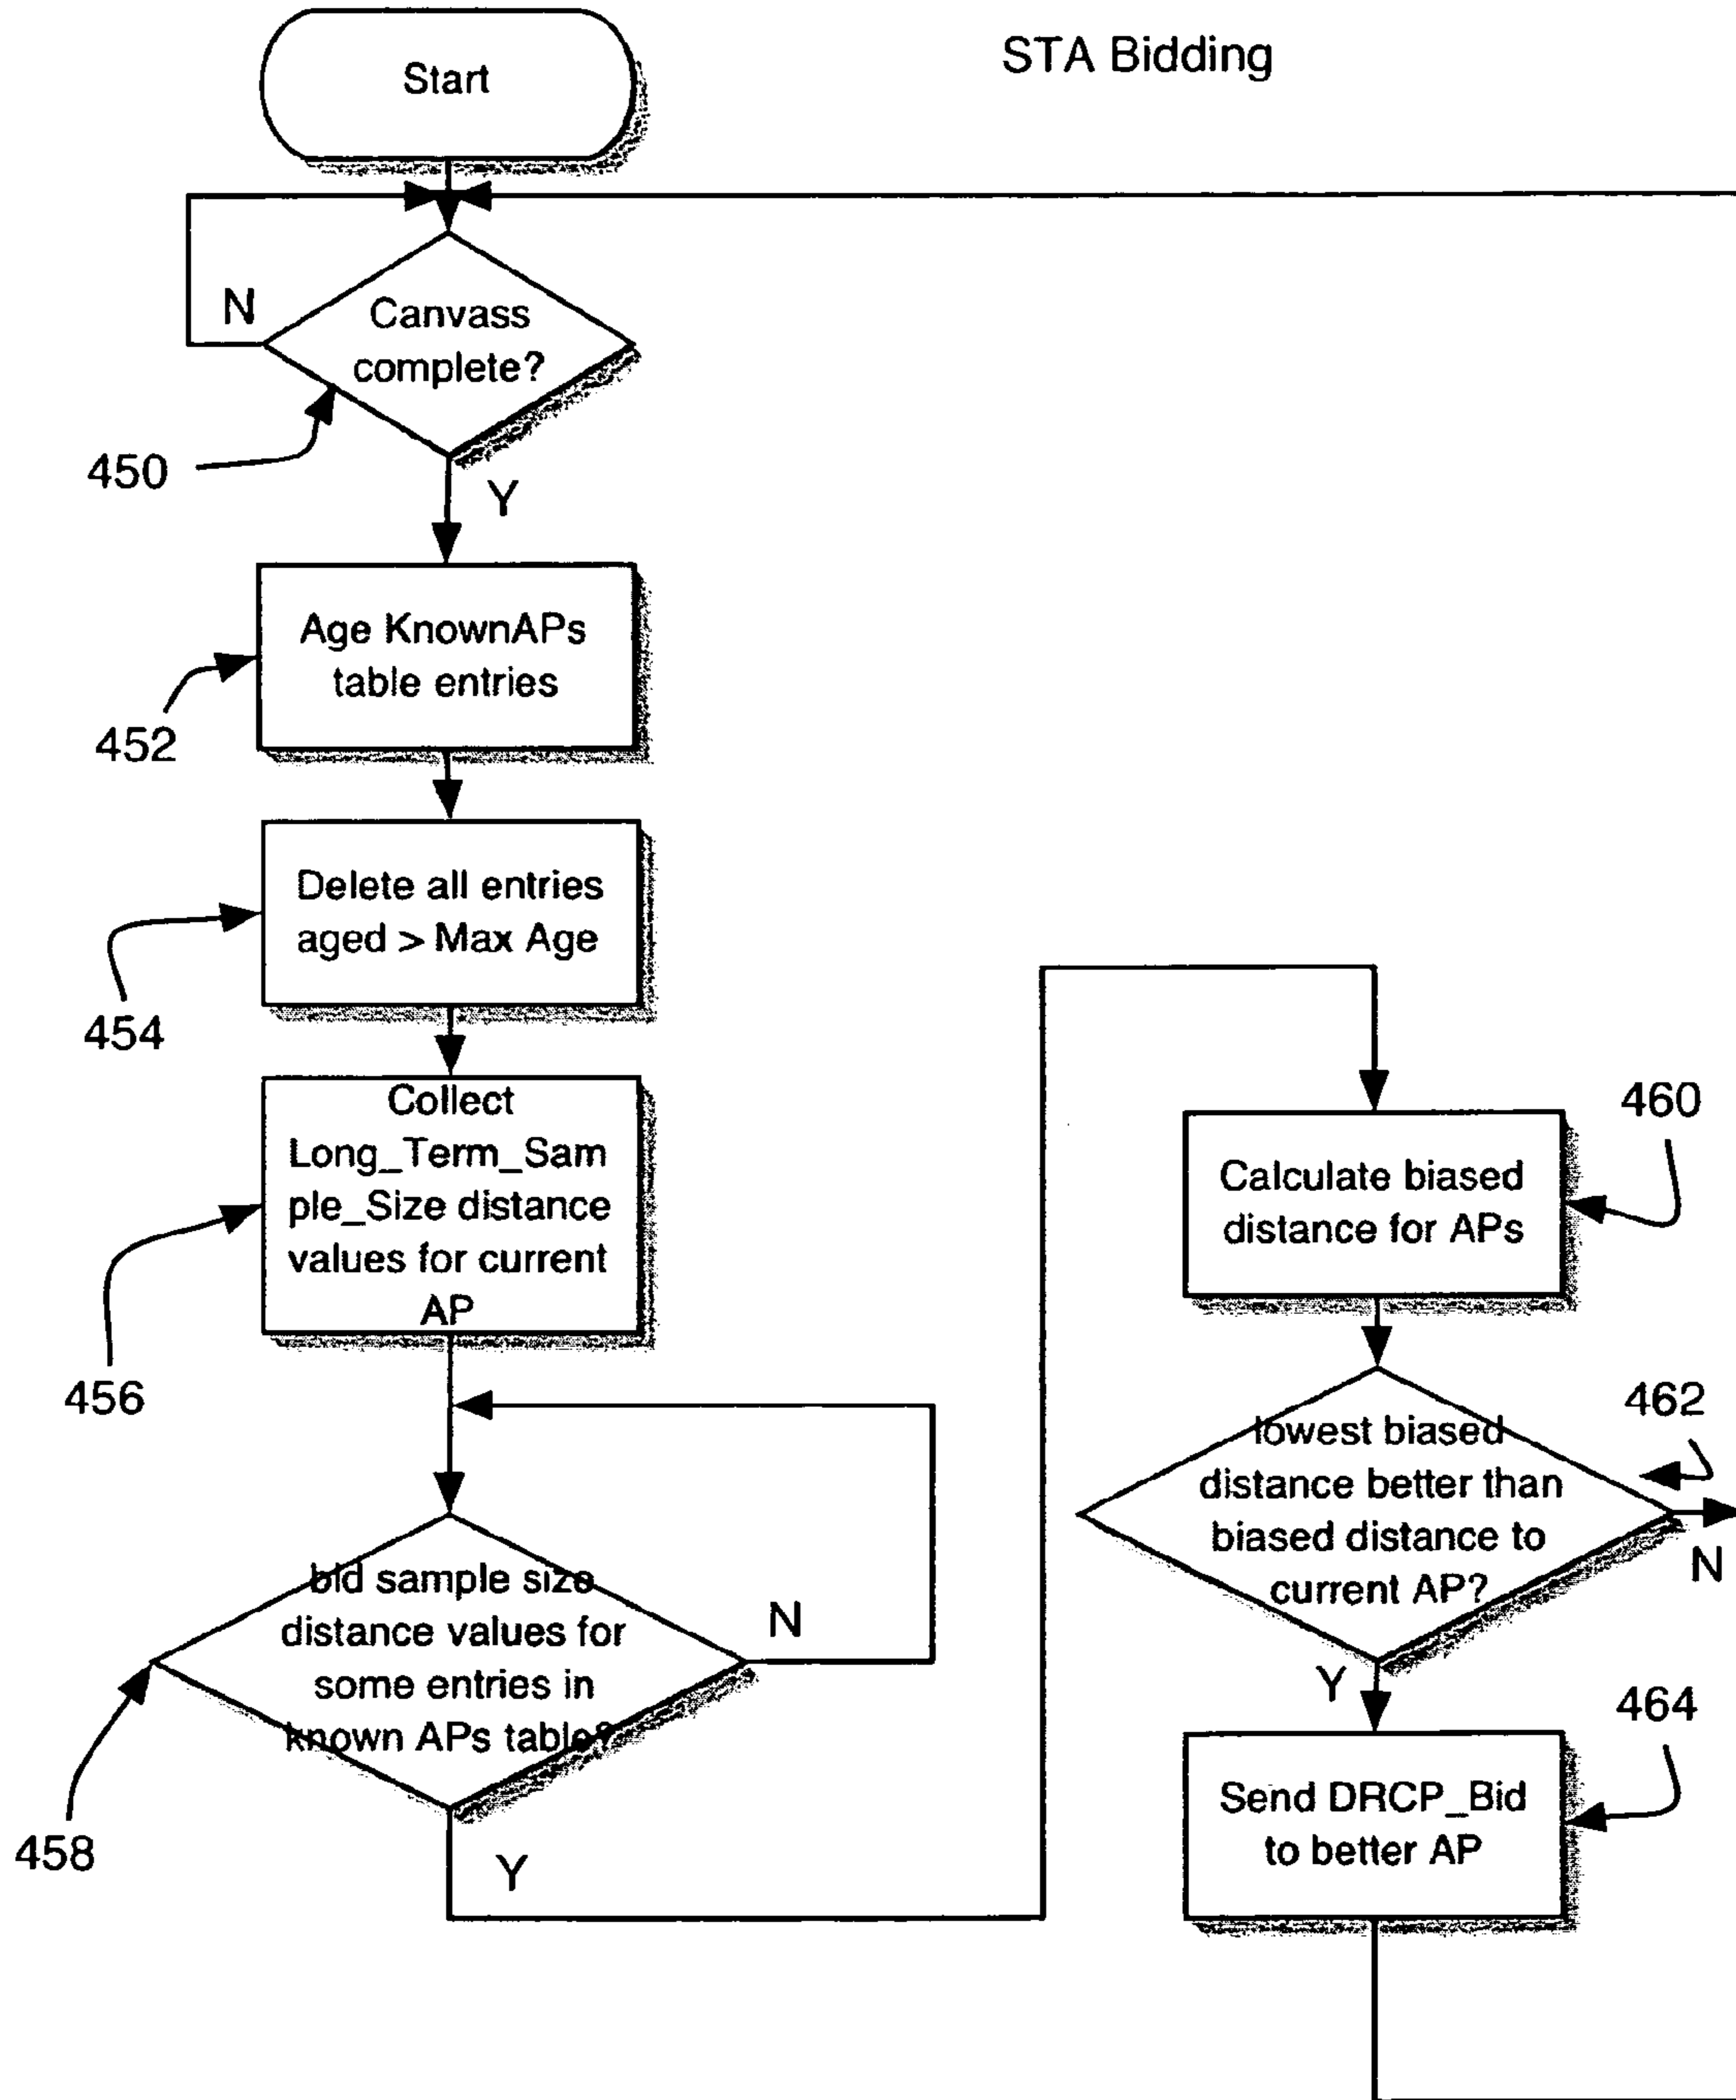 STA Bidding
Start
Canvass
complete?
N
450
Y
Age KnownAPs
table entries
452
Delete all entries
aged > Max Age
454
Collect
Long_Term_Sam
ple_Size distance
values for current
AP
456
bid sample size
distance values for
some entries in
known APs table?
N
458
Y
460
Calculate biased
distance for APs
462
lowest biased
distance better than
biased distance to
current AP?
N
Y
464
Send DRCP_Bid
to better AP